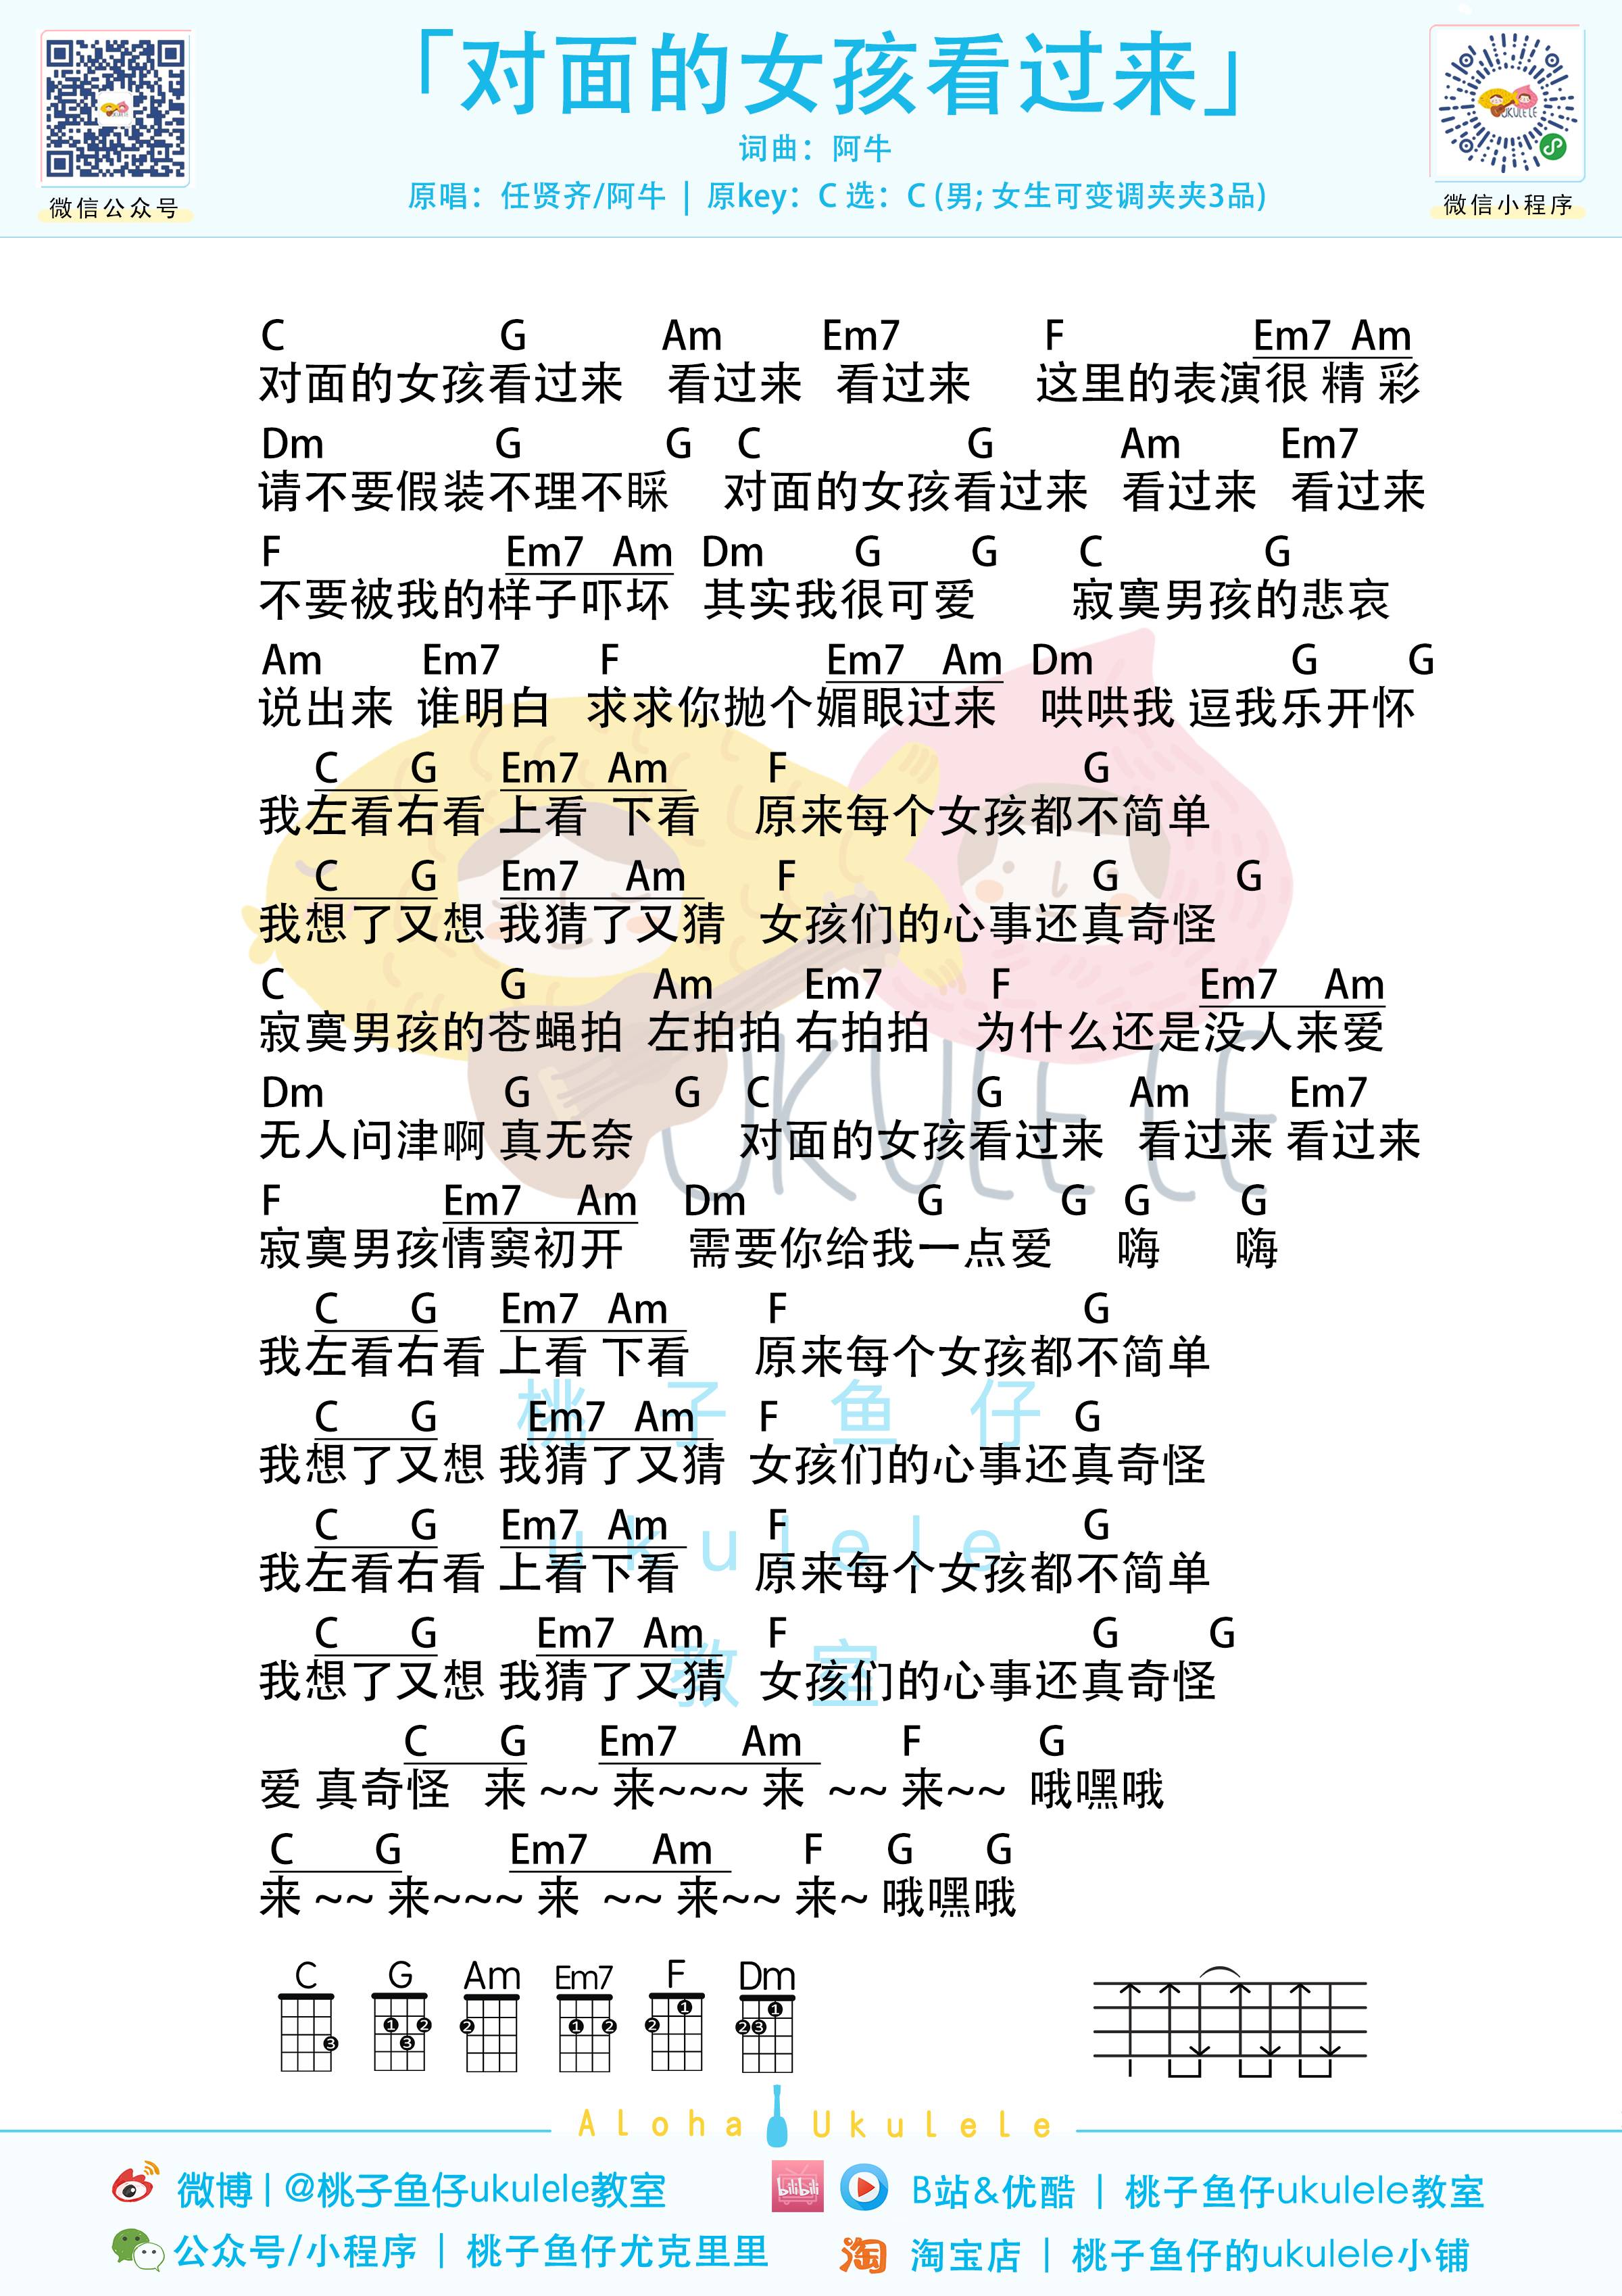 「对面的女孩看过来」
词曲：阿牛
原唱：任贤齐/阿牛 | 原key：C 选：C (男; 女生可变调夹夹3品)
微信公众号
UKULELE
微信小程序
C G Am Em7 F Em7 Am
对面的女孩看过来 看过来 看过来 这里的表演很 精 彩
Dm G G C G Am Em7
请不要假装不理不睬 对面的女孩看过来 看过来 看过来
F Em7 Am Dm G G C G
不要被我的样子吓坏 其实我很可爱 寂寞男孩的悲哀
Am Em7 F Em7 Am Dm G G
说出来 谁明白 求求你抛个媚眼过来 哄哄我 逗我乐开怀
C G Em7 Am F G
我左看右看 上看 下看 原来每个女孩都不简单
C G Em7 Am F G G
我想了又想 我猜了又猜 女孩们的心事还真奇怪
C G Am Em7 F Em7 Am
寂寞男孩的苍蝇拍 左拍拍 右拍拍 为什么还是没人来爱
UKULELE
Dm G G C G Am Em7
无人问津啊 真无奈 对面的女孩看过来 看过来 看过来
F Em7 Am Dm G G G G
寂寞男孩情窦初开 需要你给我一点爱 嗨 嗨
C G Em7 Am F G
我左看右看 上看 下看 原来每个女孩都不简单
桃子鱼仔
C G Em7 Am F G
我想了又想 我猜了又猜 女孩们的心事还真奇怪
C G Em7 Am F G
ukulele
我左看右看 上看下看 原来每个女孩都不简单
C G Em7 Am F G G
教室
我想了又想 我猜了又猜 女孩们的心事还真奇怪
C G Em7 Am F G
爱 真奇怪 来 ~~ 来~~~ 来 ~~ 来~~ 哦嘿哦
C G Em7 Am F G G
来 ~~ 来~~~ 来 ~~ 来~~ 来~ 哦嘿哦
C G Am Em7 F Dm
3 1 2 3 2 1 2 1 2 1 2 3
Aloha Ukulele
微博 | @桃子鱼仔ukulele教室
bilibili
B站&优酷 | 桃子鱼仔ukulele教室
公众号/小程序 | 桃子鱼仔尤克里里
淘
淘宝店 | 桃子鱼仔的ukulele小铺